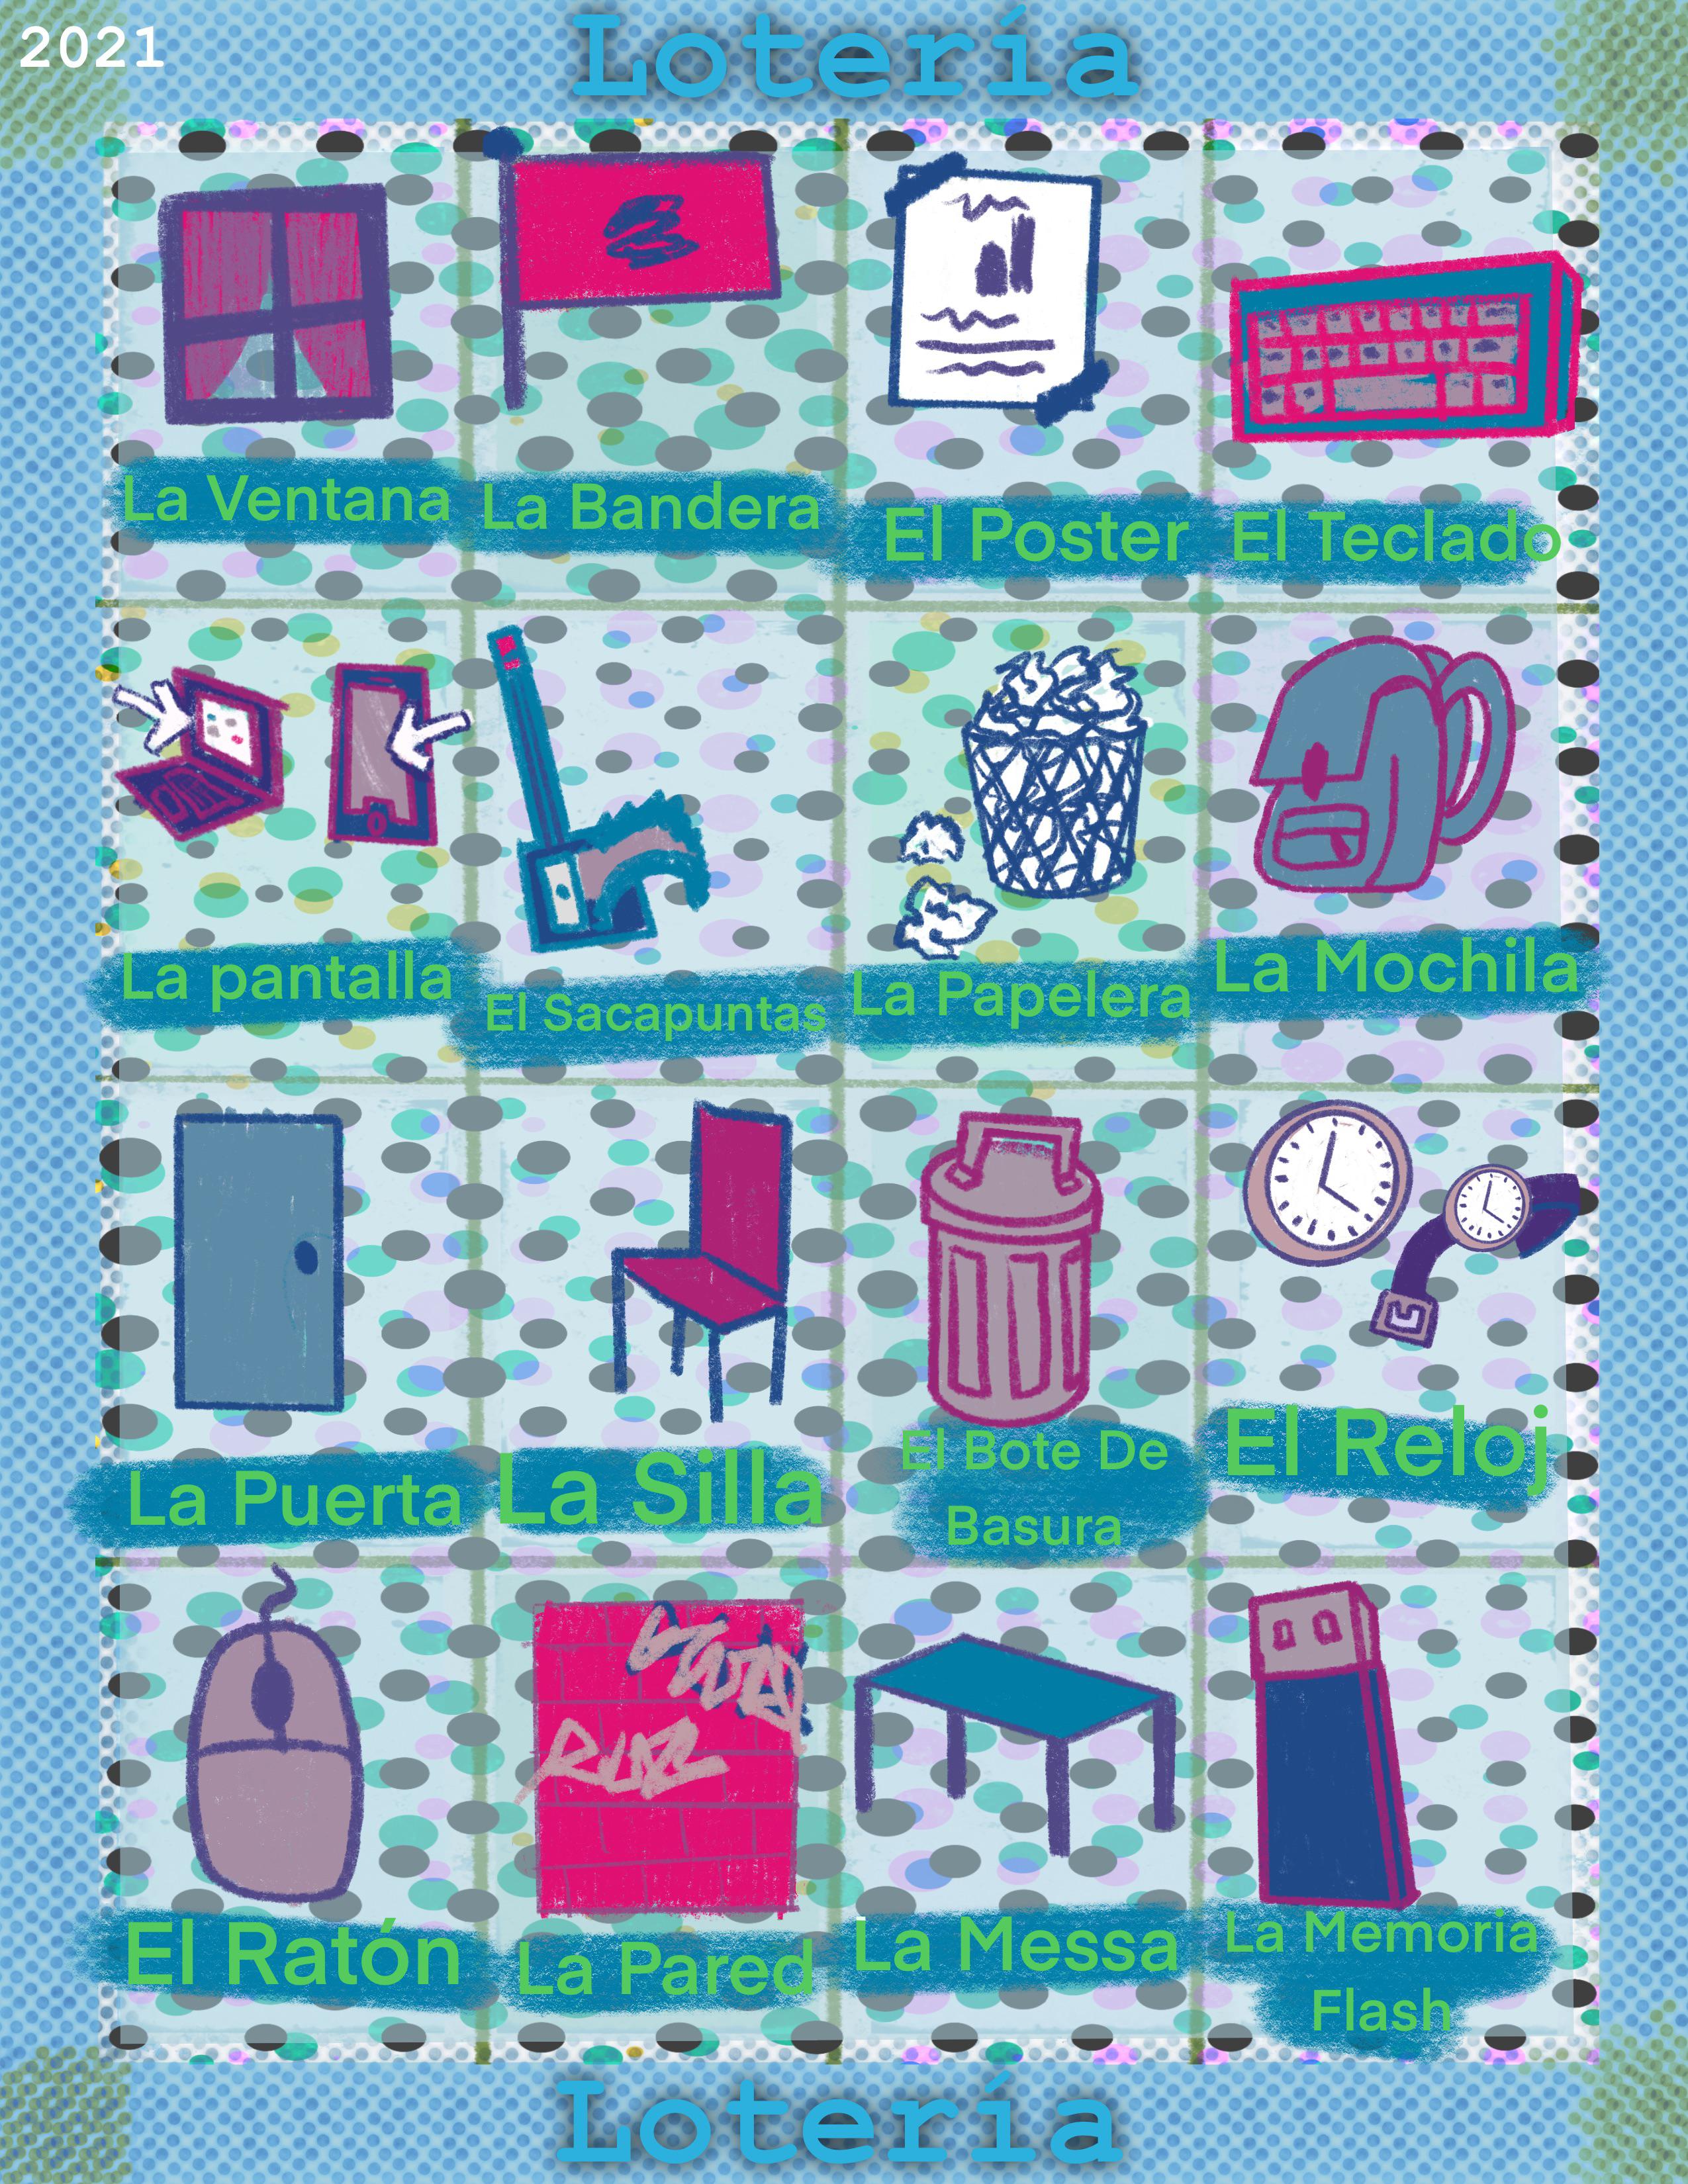 2021
Lotería
La Ventana
La Bandera
El Poster
El Teclado
La pantalla
El Sacapuntas
La Papelera
La Mochila
La Puerta
La Silla
El Bote De
Basura
El Reloj
El Ratón
La Pared
La Messa
La Memoria
Flash
Lotería